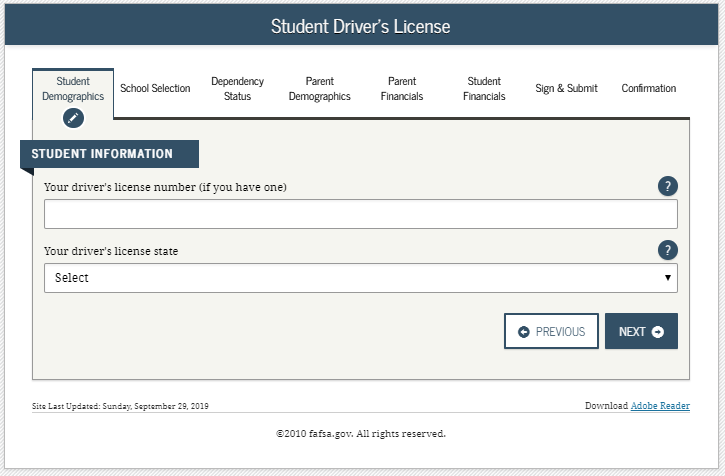 Student Driver's License
Student Demographics
School Selection
Dependency Status
Parent Demographics
Parent Financials
Student Financials
Sign & Submit
Confirmation
STUDENT INFORMATION
Your driver's license number (if you have one)
?
Your driver's license state
?
Select
PREVIOUS
NEXT
Site Last Updated: Sunday, September 29, 2019
Download Adobe Reader
©2010 fafsa.gov. All rights reserved.